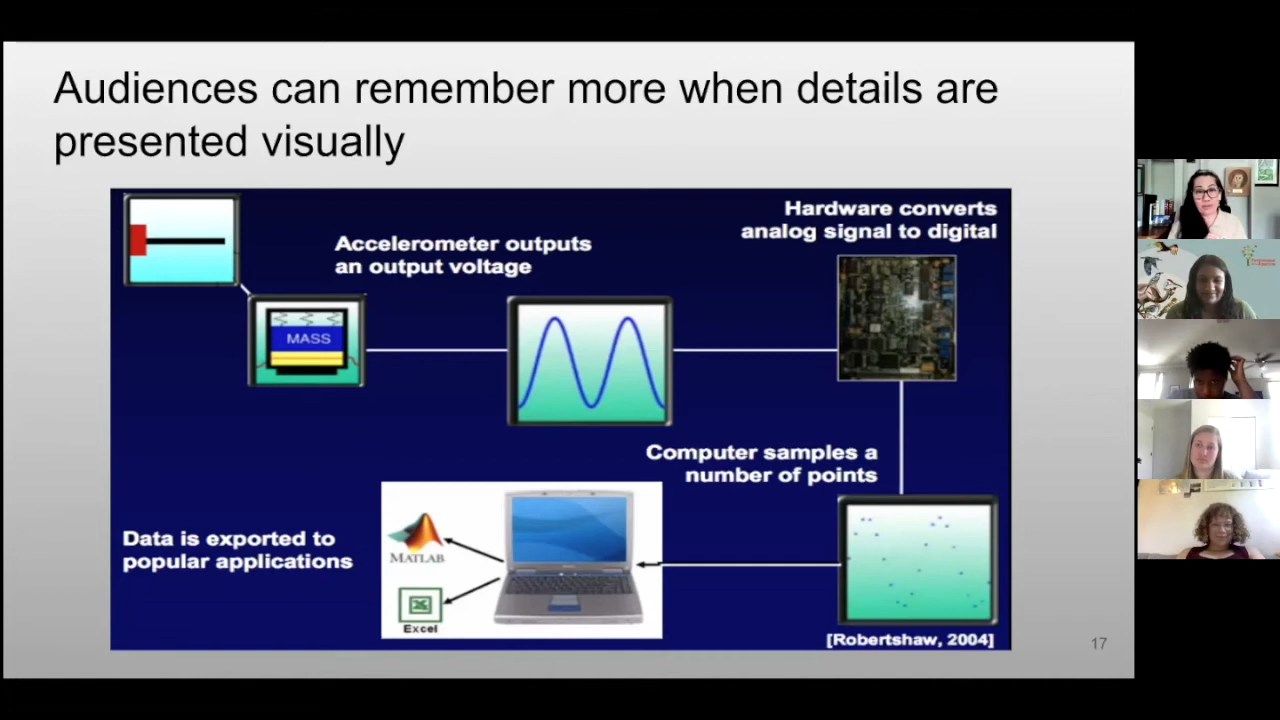 Audiences can remember more when details are
presented visually
Accelerometer outputs
an output voltage
Hardware converts
analog signal to digital
MASS
Computer samples a
number of points
Data is exported to
popular applications
MATLAB
Excel
[Robertshaw, 2004]
17